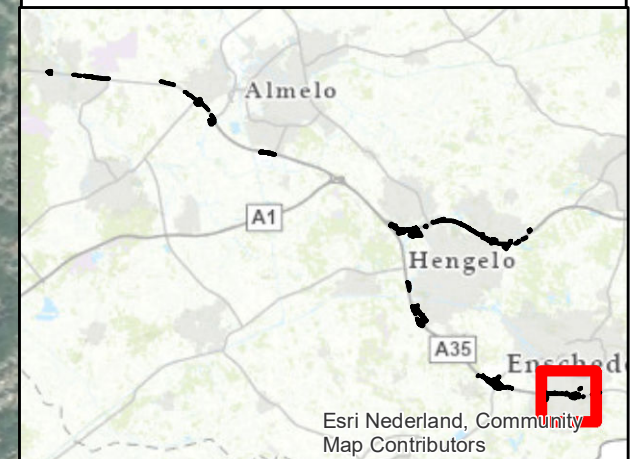 Almelo
A1
Hengelo
A35
Enschede
Esri Nederland, Community
Map Contributors